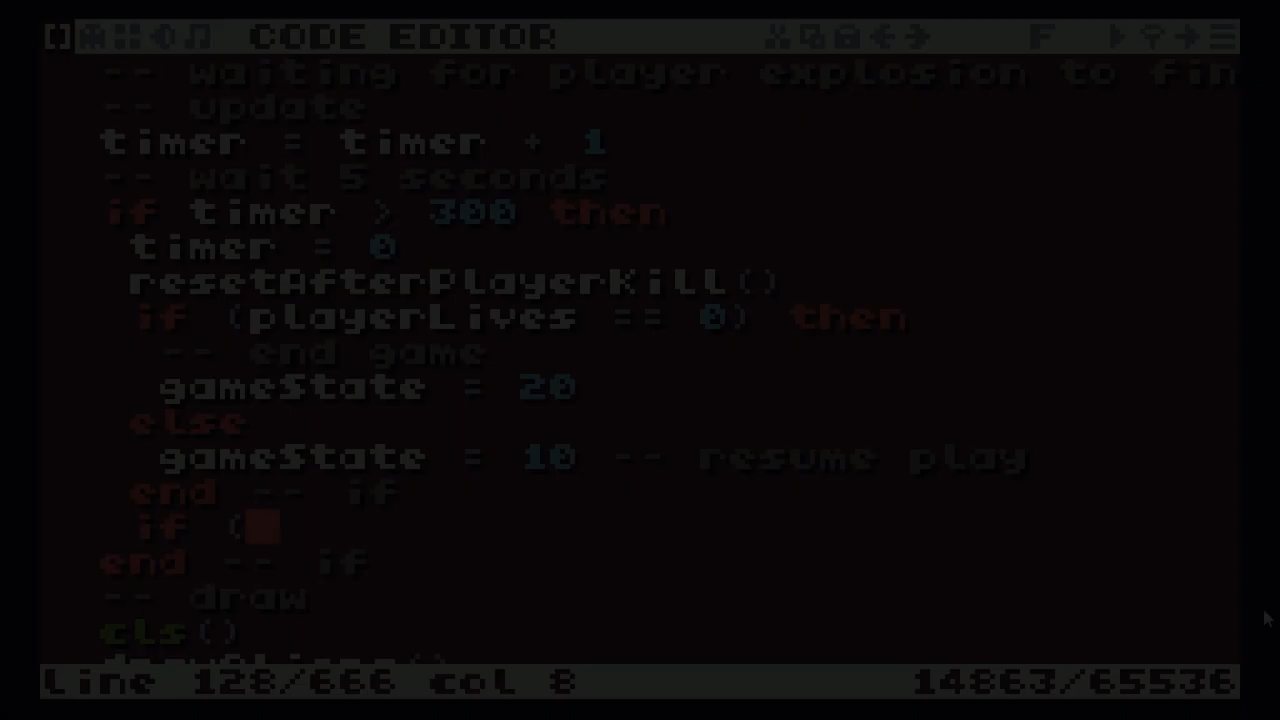 CODE EDITOR
F
-- waiting for player explosion to fin
-- update
timer = timer + 1
-- wait 5 seconds
if timer > 300 then
timer = 0
resetAfterPlayerKill()
if (playerLives == 0) then
-- end game
gameState = 20
else
gameState = 10 -- resume play
end -- if
if (
end -- if
-- draw
cls()
line 128/666 col 8
14863/65536